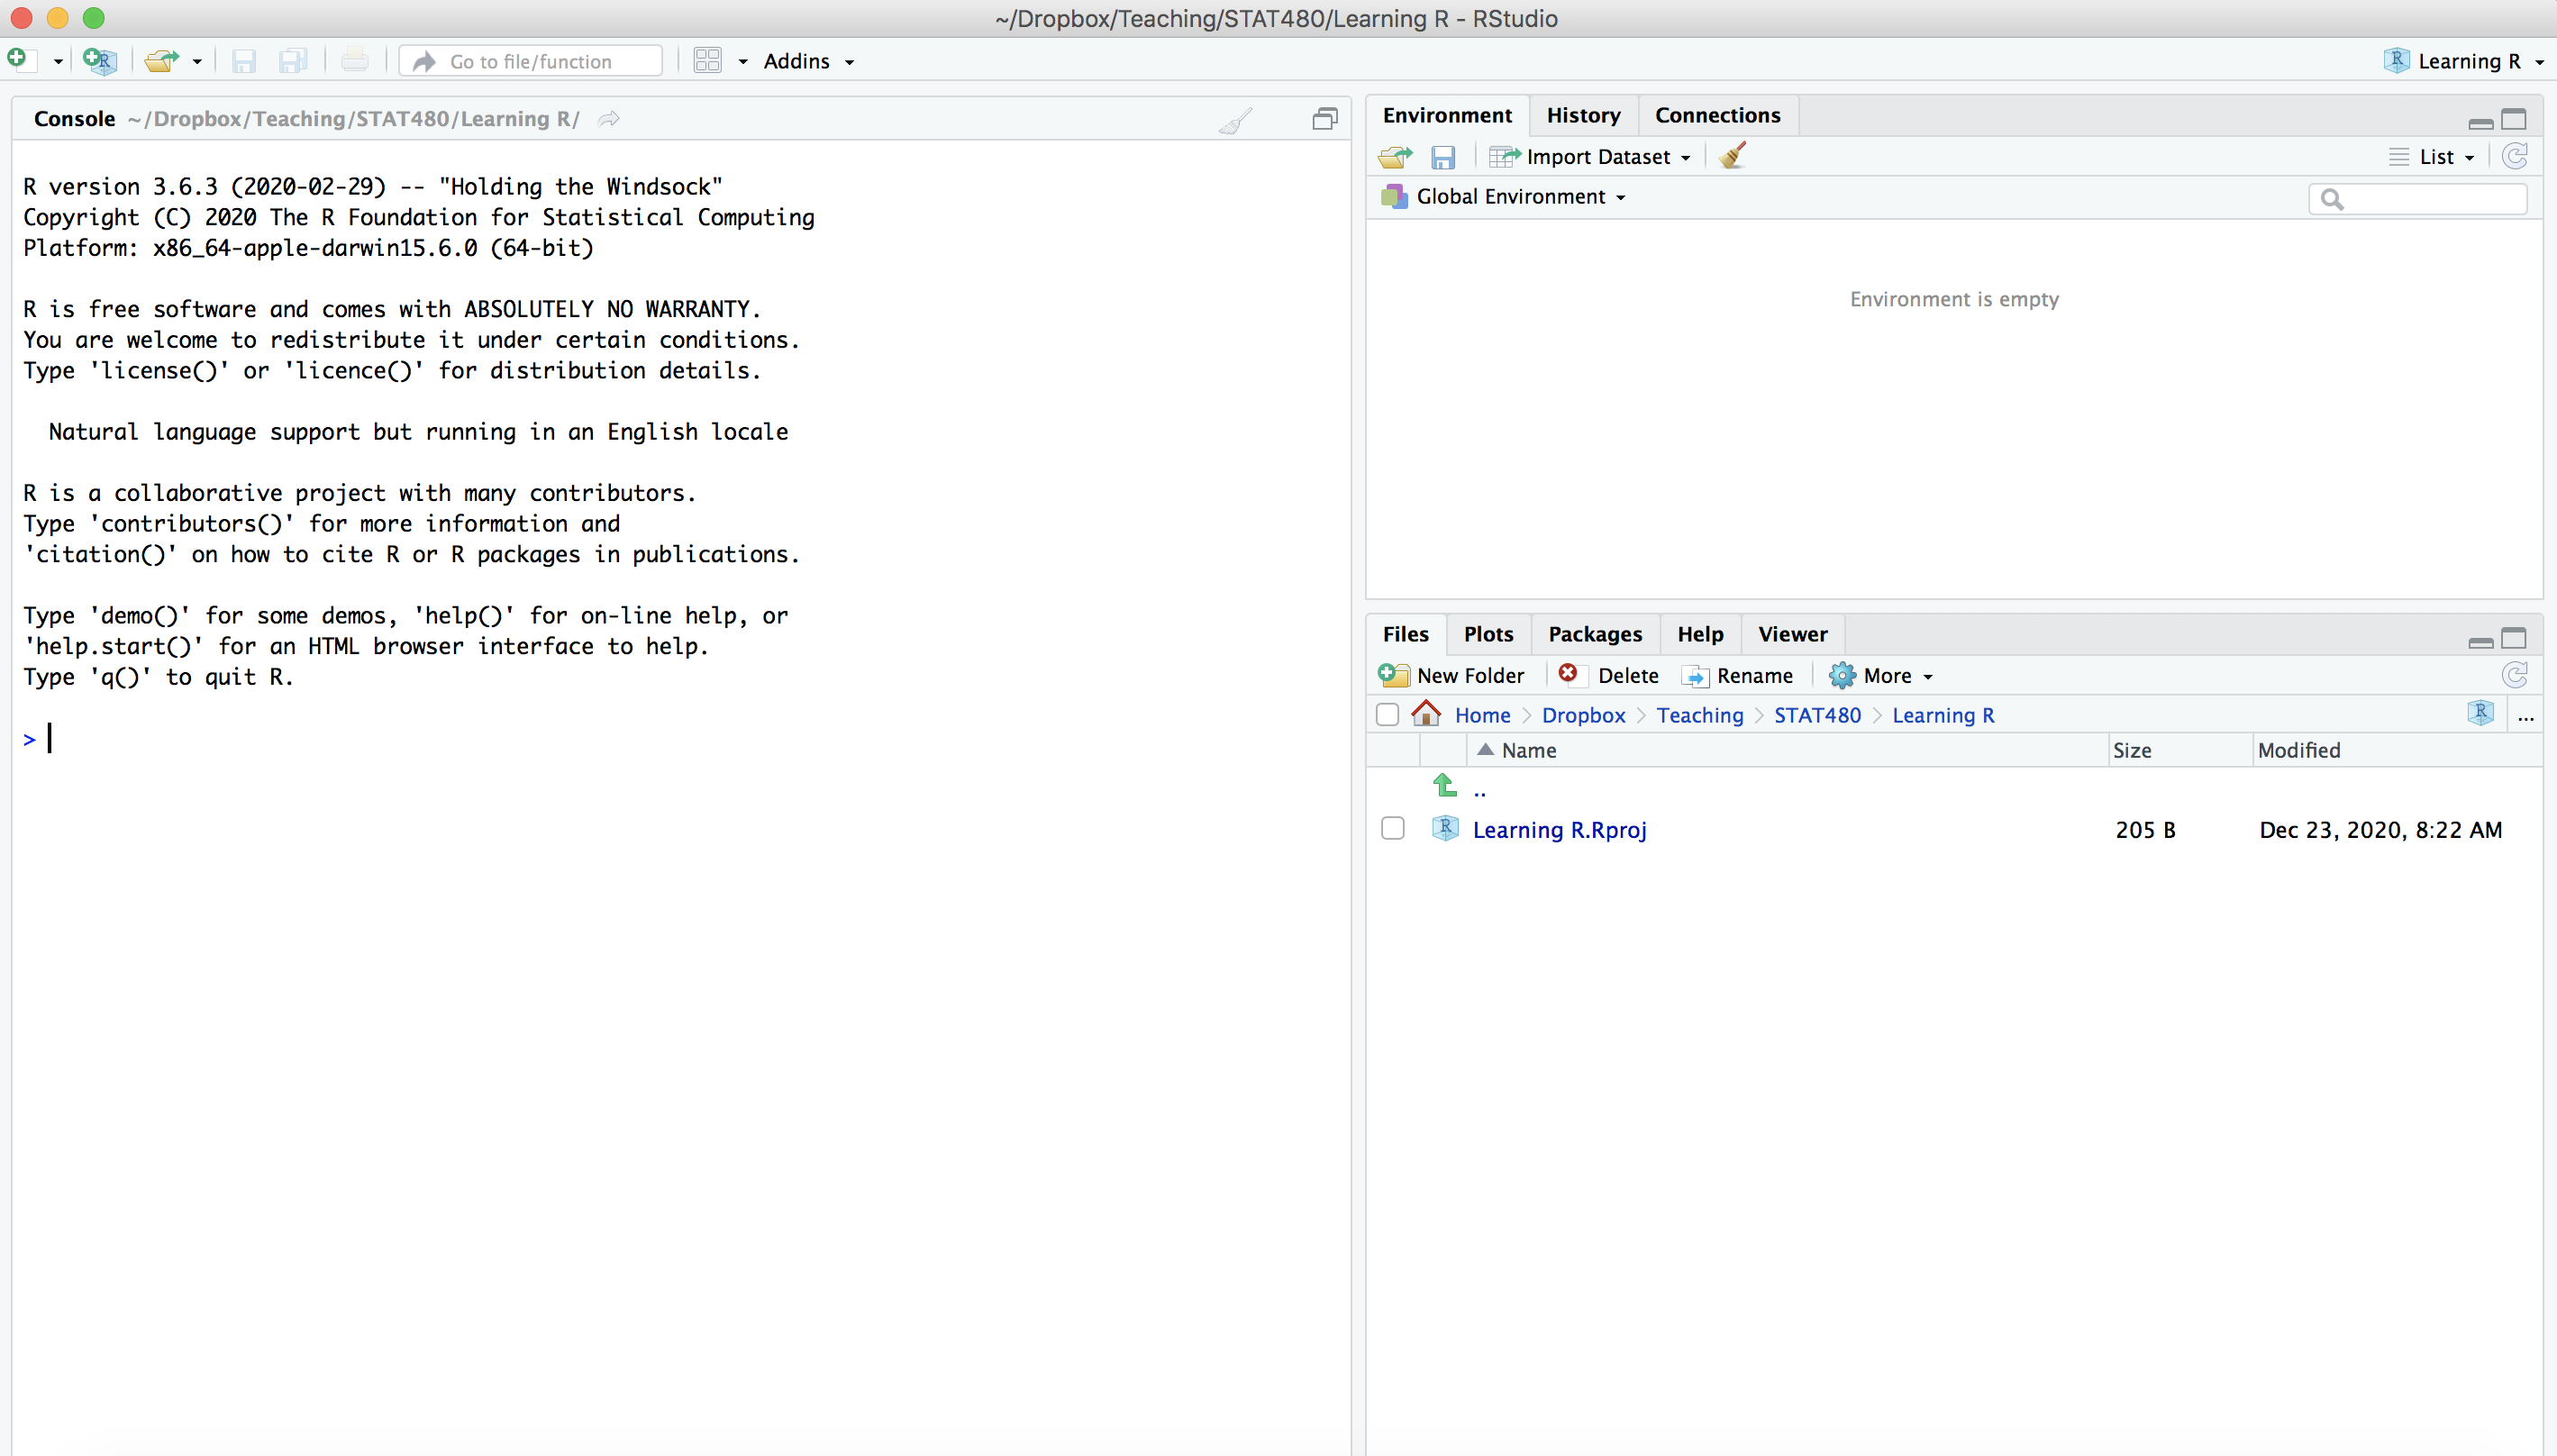 ~/Dropbox/Teaching/STAT480/Learning R - RStudio
Go to file/function
Addins
Learning R
Console ~/Dropbox/Teaching/STAT480/Learning R/
R version 3.6.3 (2020-02-29) -- "Holding the Windsock"
Copyright (C) 2020 The R Foundation for Statistical Computing
Platform: x86_64-apple-darwin15.6.0 (64-bit)
R is free software and comes with ABSOLUTELY NO WARRANTY.
You are welcome to redistribute it under certain conditions.
Type 'license()' or 'licence()' for distribution details.
Natural language support but running in an English locale
R is a collaborative project with many contributors.
Type 'contributors()' for more information and
'citation()' on how to cite R or R packages in publications.
Type 'demo()' for some demos, 'help()' for on-line help, or
'help.start()' for an HTML browser interface to help.
Type 'q()' to quit R.
>
Environment History Connections
Import Dataset List
Global Environment
Environment is empty
Files Plots Packages Help Viewer
New Folder Delete Rename More
Home Dropbox Teaching STAT480 Learning R ...
Name Size Modified
..
Learning R.Rproj 205 B Dec 23, 2020, 8:22 AM